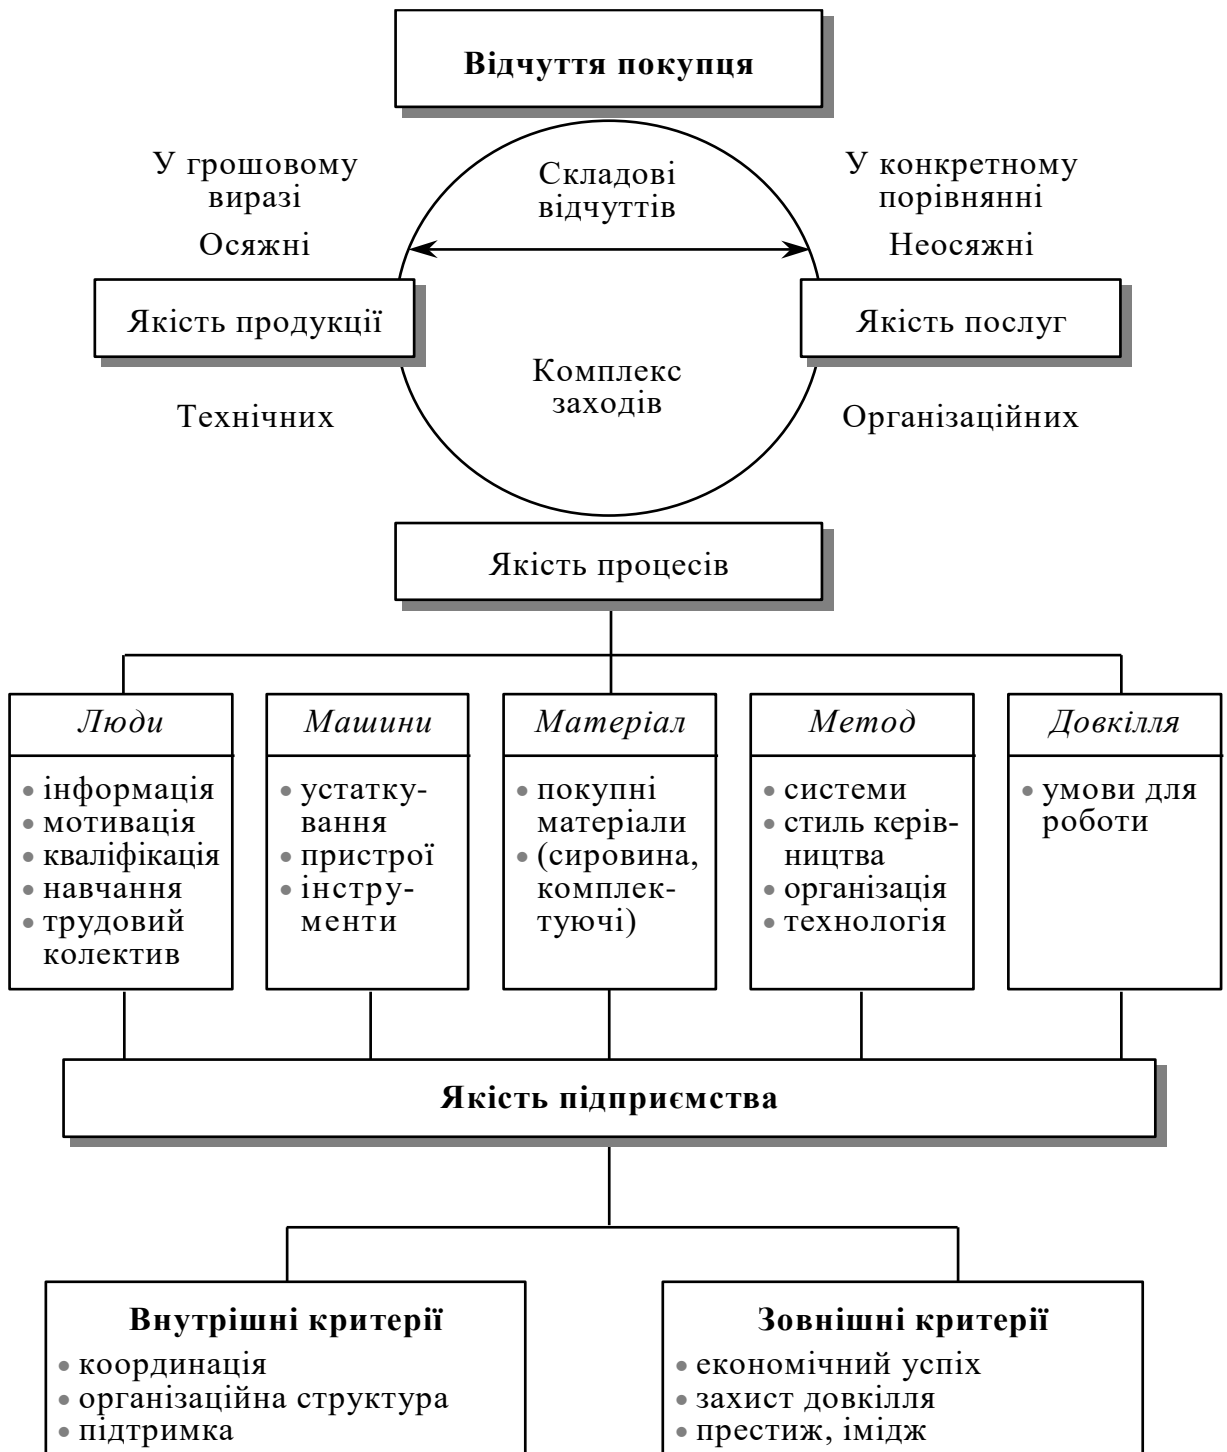 Відчуття покупця
У грошовому
виразі
Осяжні
Складові
відчуттів
У конкретному
порівнянні
Неосяжні
Якість продукції
Якість послуг
Комплекс
заходів
Технічних
Організаційних
Якість процесів
Люди
• інформація
• мотивація
• кваліфікація
• навчання
• трудовий
колектив
Машини
• устатку-
вання
• пристрої
• інстру-
менти
Матеріал
• покупні
матеріали
• (сировина,
комплек-
туючі)
Метод
• системи
• стиль керів-
ництва
• організація
• технологія
Довкілля
• умови для
роботи
Якість підприємства
Внутрішні критерії
• координація
• організаційна структура
• підтримка
Зовнішні критерії
• економічний успіх
• захист довкілля
• престиж, імідж